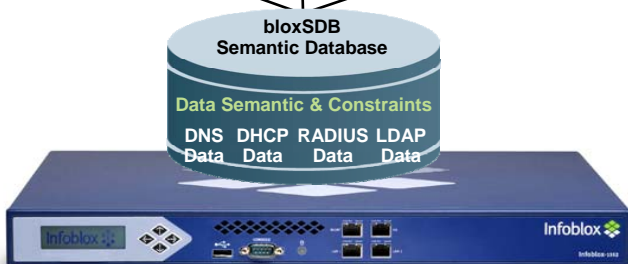 bloxSDB
Semantic Database
Data Semantic & Constraints
DNS DHCP RADIUS LDAP
Data Data Data Data
Infoblox
Infoblox